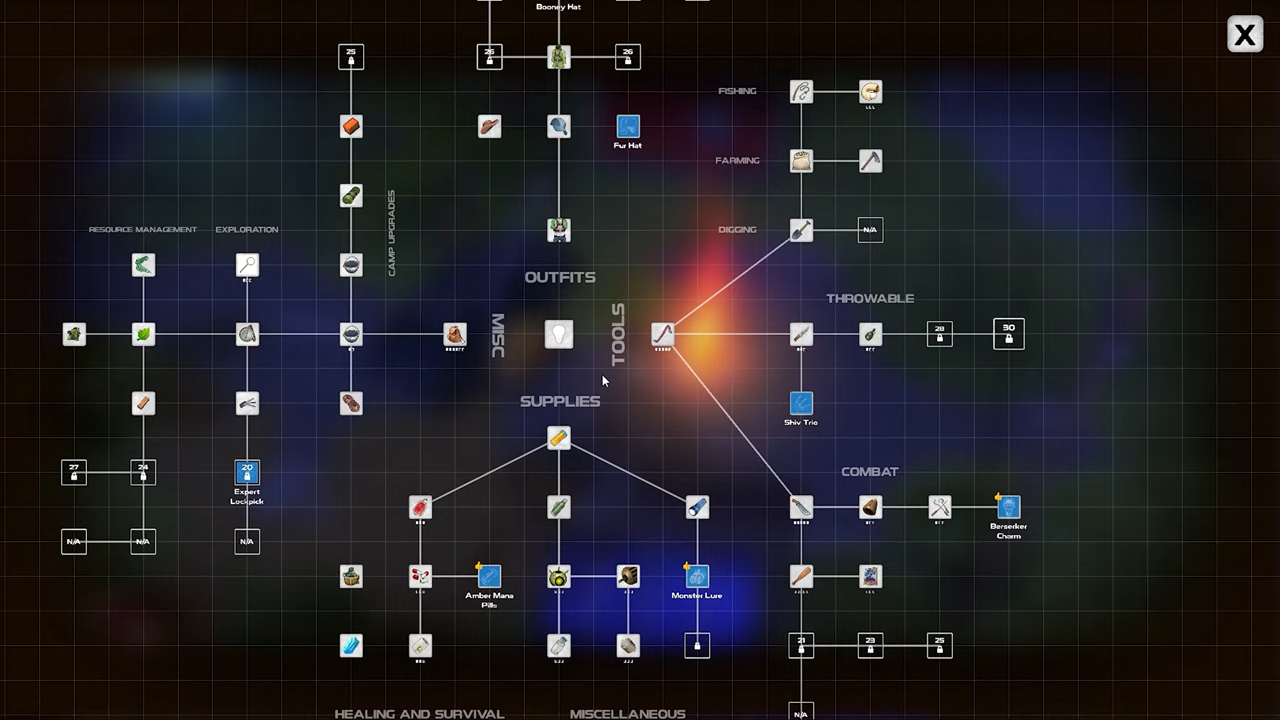 Booney Hat
X
25
26
26
FISHING
Fur Hat
FARMING
CAMP UPGRADES
RESOURCE MANAGEMENT
EXPLORATION
DIGGING
N/A
OUTFITS
THROWABLE
MISC
TOOLS
28
30
SUPPLIES
Shiv Trio
27
24
20
COMBAT
Expert
Lockpick
Berserker
Charm
N/A
N/A
N/A
Amber Mana
Pills
Monster Lure
21
23
25
HEALING AND SURVIVAL
MISCELLANEOUS
N/A